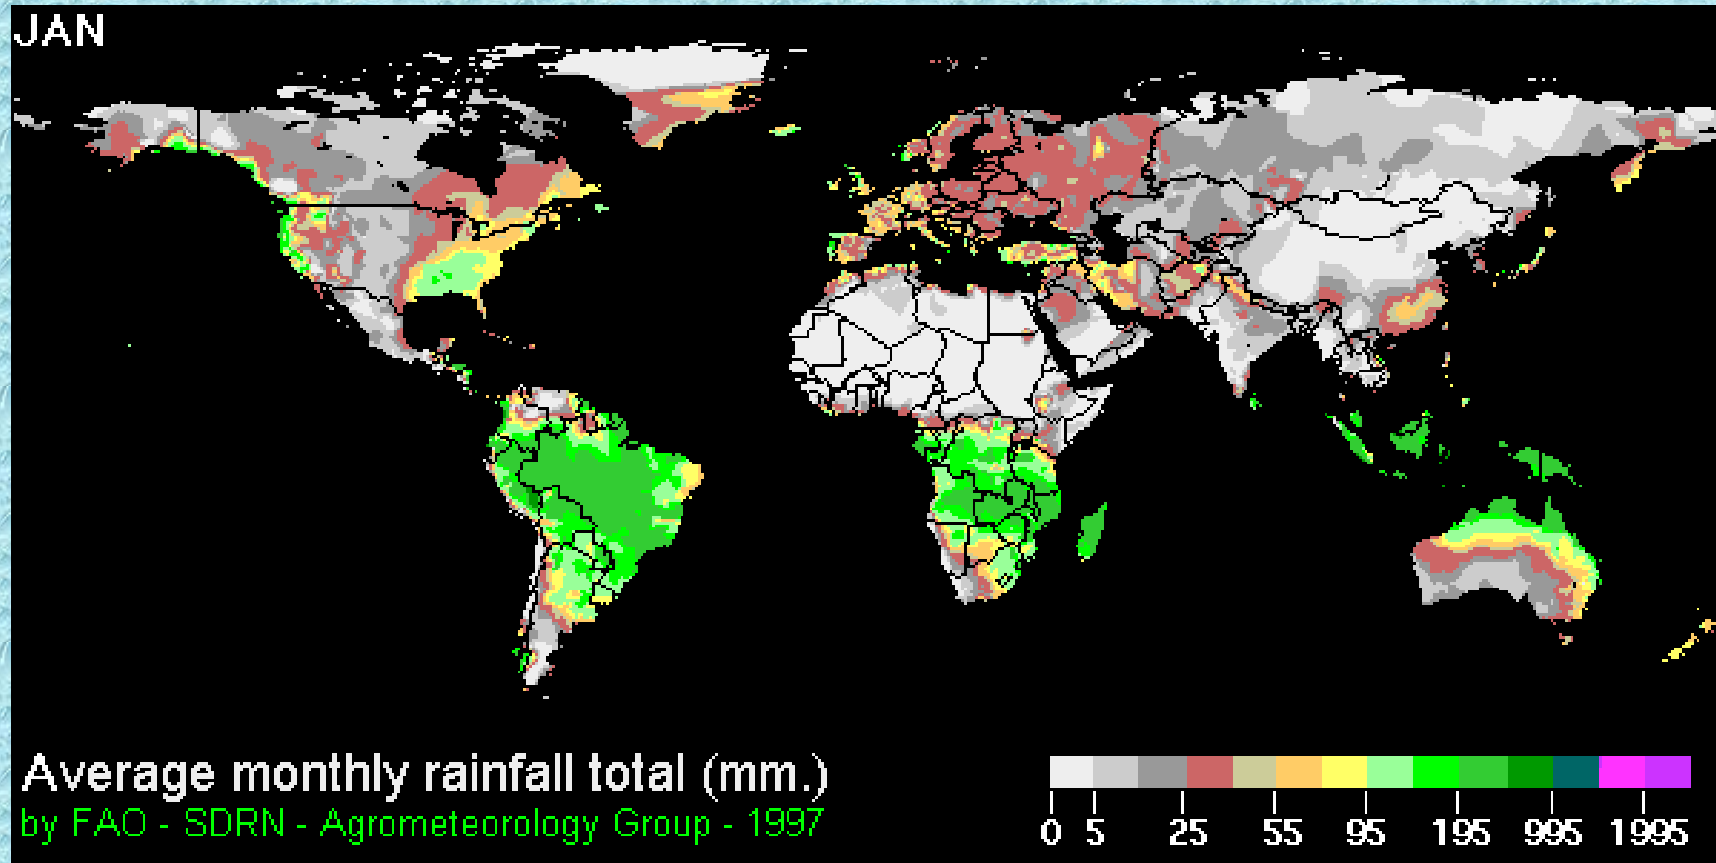 JAN
Average monthly rainfall total (mm.)
by FAO - SDRN - Agrometeorology Group - 1997
0 5 25 55 95 195 995 1995